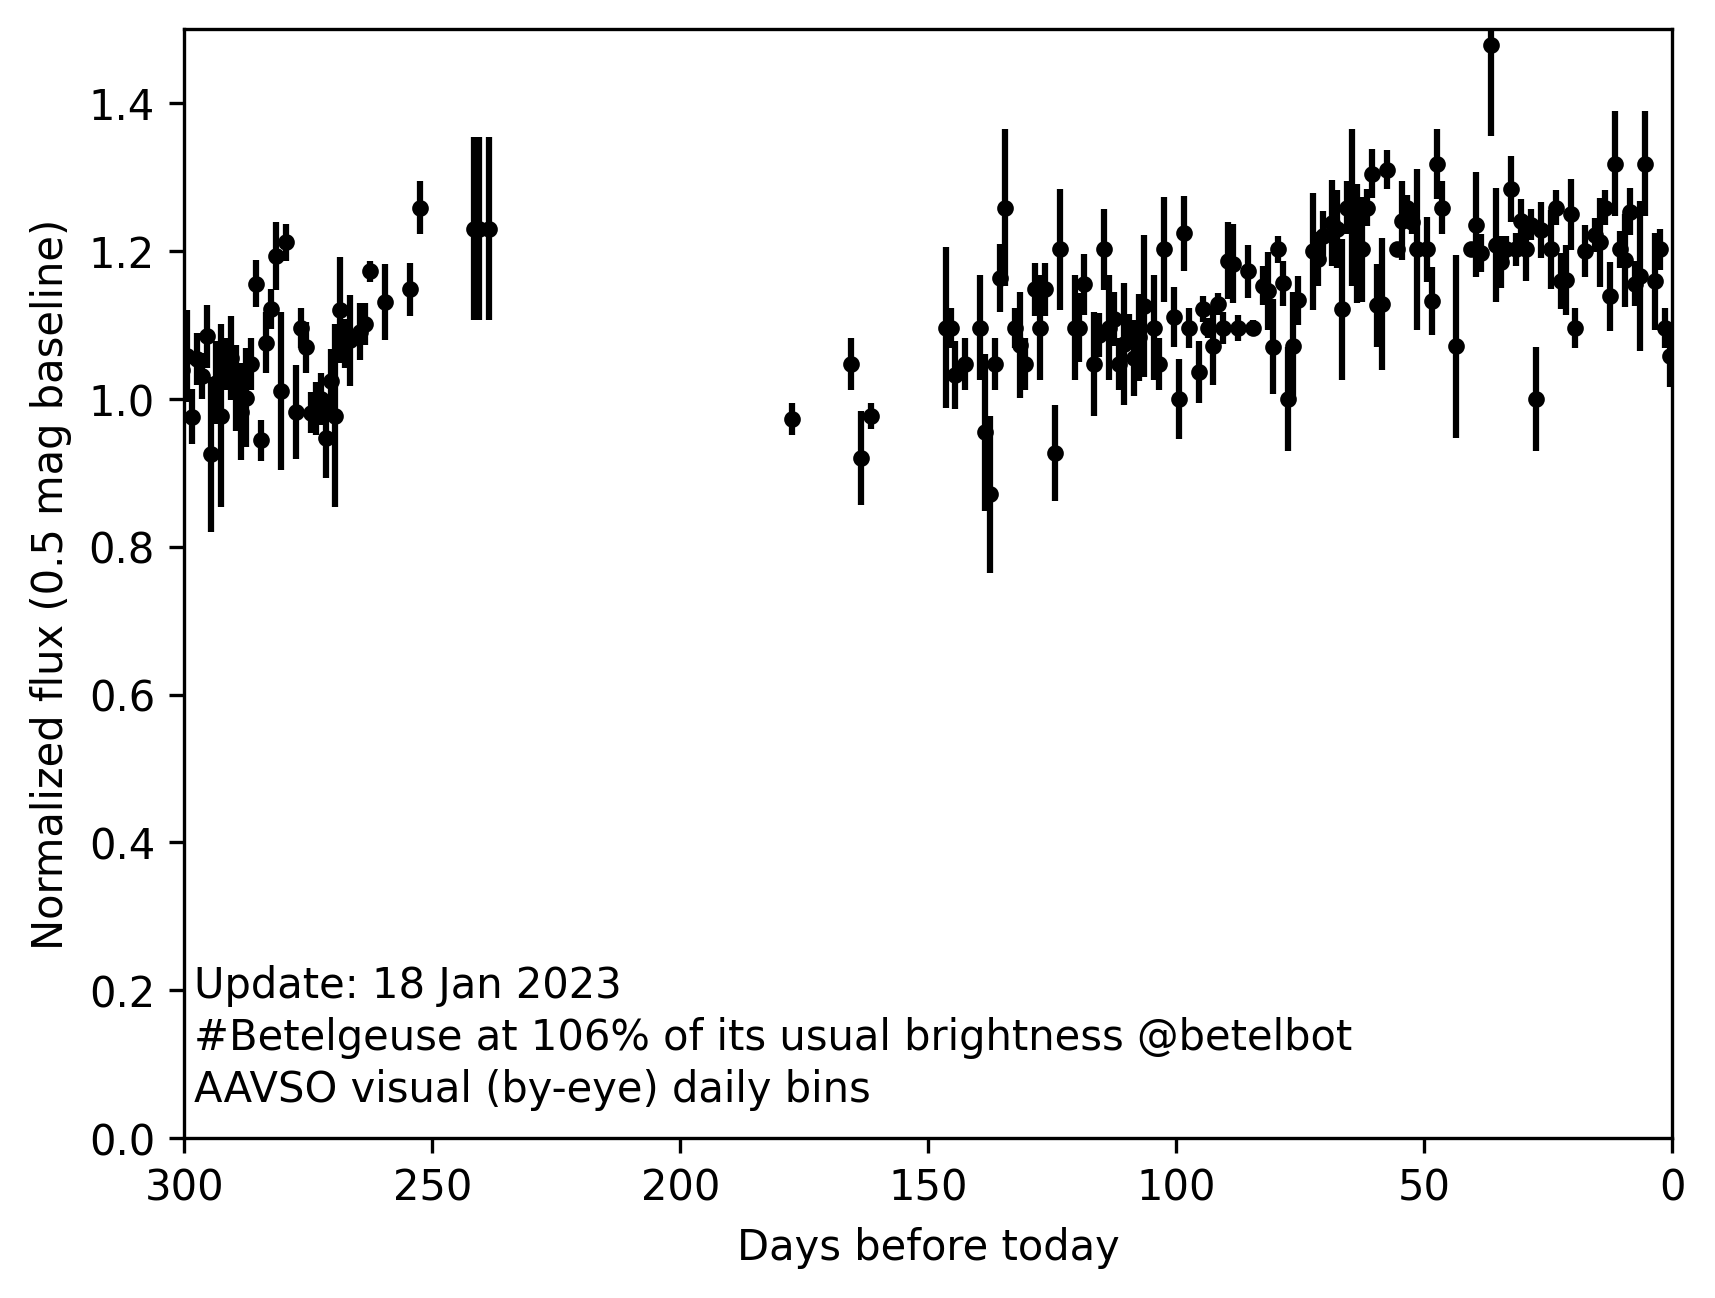 1.4
1.2
1.0
0.8
0.6
0.4
0.2
0.0
Normalized flux (0.5 mag baseline)
Update: 18 Jan 2023
#Betelgeuse at 106% of its usual brightness @betelbot
AAVSO visual (by-eye) daily bins
300 250 200 150 100 50 0
Days before today